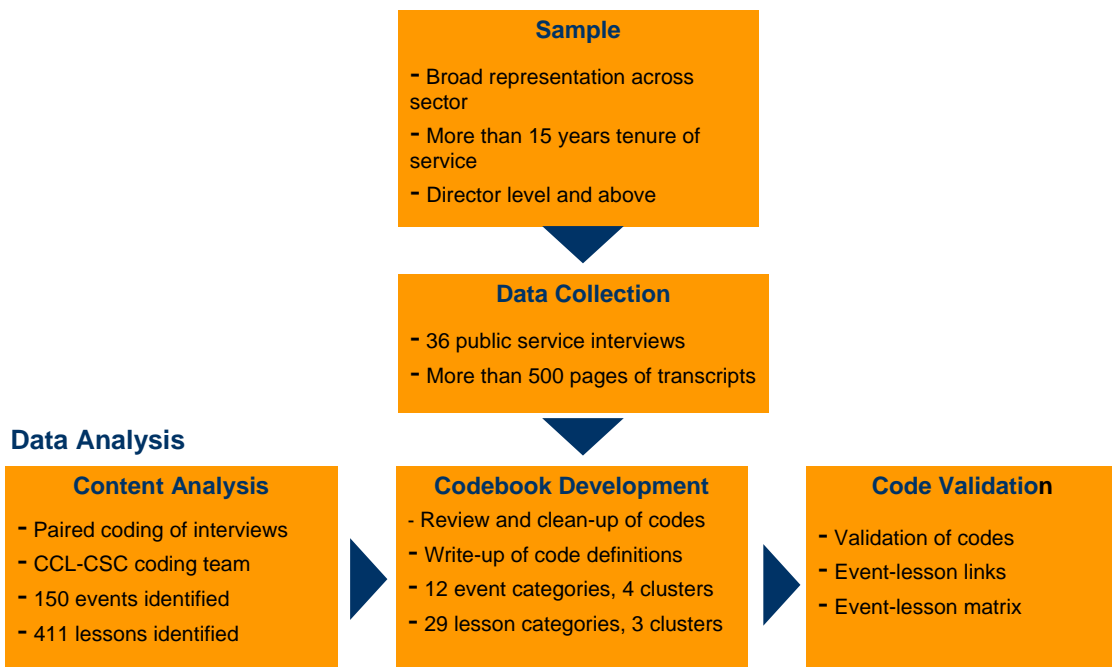 Sample
- Broad representation across
sector
- More than 15 years tenure of
service
- Director level and above
Data Collection
- 36 public service interviews
- More than 500 pages of transcripts
Data Analysis
Content Analysis
- Paired coding of interviews
- CCL-CSC coding team
- 150 events identified
- 411 lessons identified
Codebook Development
- Review and clean-up of codes
- Write-up of code definitions
- 12 event categories, 4 clusters
- 29 lesson categories, 3 clusters
Code Validation
- Validation of codes
- Event-lesson links
- Event-lesson matrix